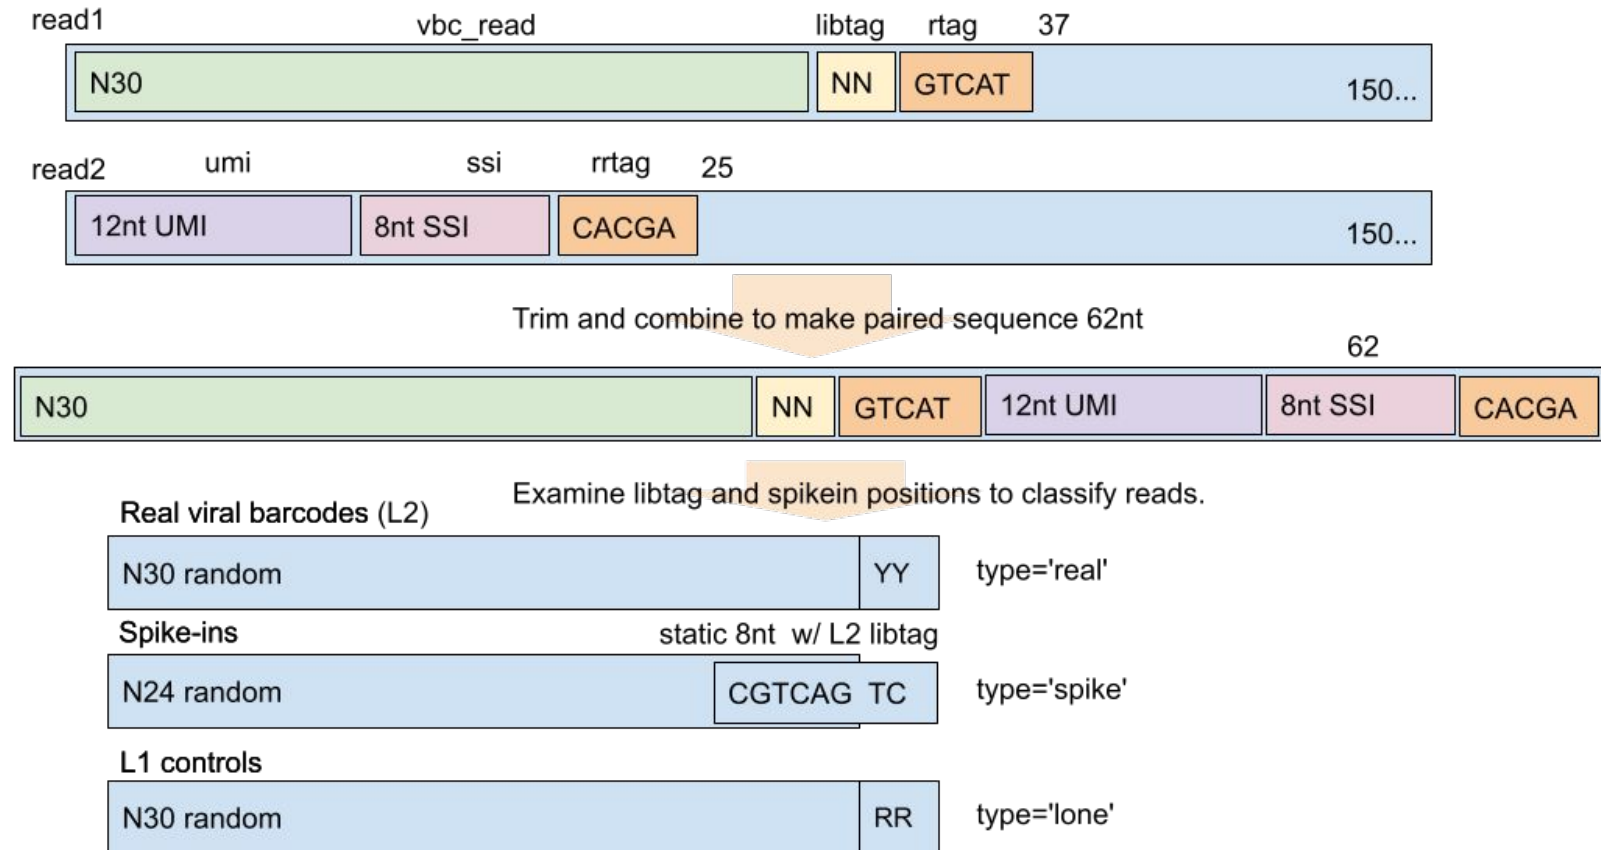 read1 vbc_read libtag rtag 37
N30 NN GTCAT 150...
read2 umi ssi rrtag 25
12nt UMI 8nt SSI CACGA 150...
Trim and combine to make paired sequence 62nt
62
N30 NN GTCAT 12nt UMI 8nt SSI CACGA
Examine libtag and spikein positions to classify reads.
Real viral barcodes (L2)
N30 random YY type='real'
Spike-ins static 8nt w/ L2 libtag
N24 random CGTCAG TC type='spike'
L1 controls
N30 random RR type='lone'